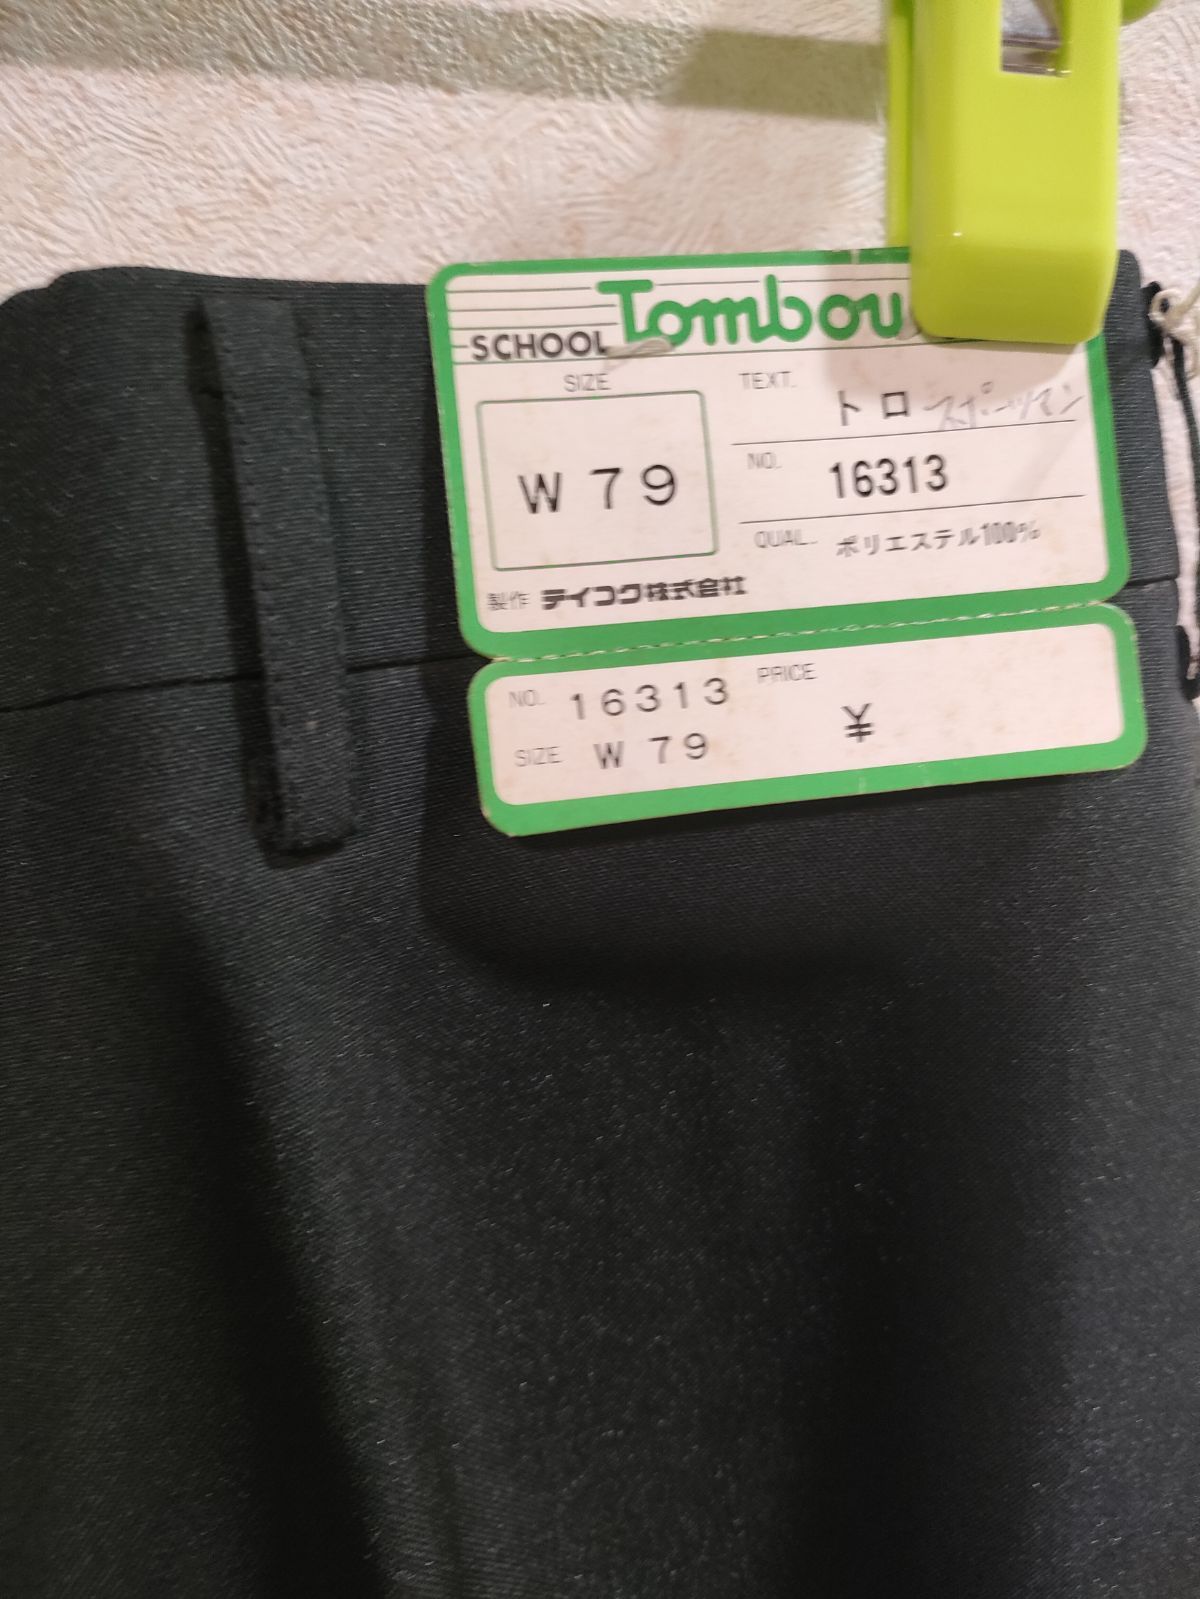 SCHOOL Tombow
SIZE
W 79
TEXT. トロ スポーツマン
NO. 16313
QUAL. ポリエステル100%
製作 テイコク株式会社
NO. 16313
PRICE
SIZE W 79
¥